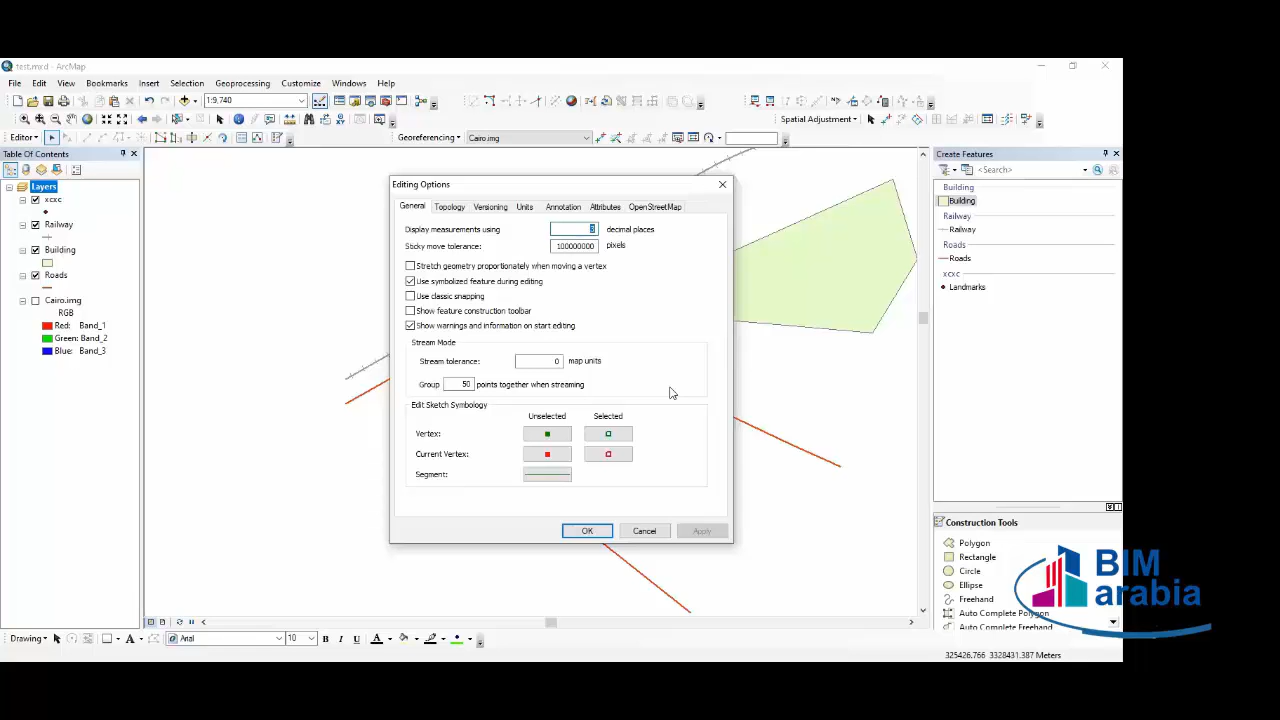 test.mxd - ArcMap
File Edit View Bookmarks Insert Selection Geoprocessing Customize Windows Help
1:9,740
Spatial Adjustment
Editor
Georeferencing
Cairo.img
Table Of Contents
Layers
xcxc
Railway
Building
Roads
Cairo.img
RGB
Red: Band_1
Green: Band_2
Blue: Band_3
Editing Options
General Topology Versioning Units Annotation Attributes OpenStreetMap
Display measurements using 3 decimal places
Sticky move tolerance: 100000000 pixels
Stretch geometry proportionately when moving a vertex
Use symbolized feature during editing
Use classic snapping
Show feature construction toolbar
Show warnings and information on start editing
Stream Mode
Stream tolerance: 0 map units
Group 50 points together when streaming
Edit Sketch Symbology
Unselected Selected
Vertex:
Current Vertex:
Segment:
OK Cancel Apply
Create Features
<Search>
Building
Building
Railway
Railway
Roads
Roads
xcxc
Landmarks
Construction Tools
Polygon
Rectangle
Circle
Ellipse
Freehand
Auto Complete Polygon
Auto Complete Freehand
BIM
arabia
Drawing
Arial
10
B I U A
325426.766 3328431.387 Meters